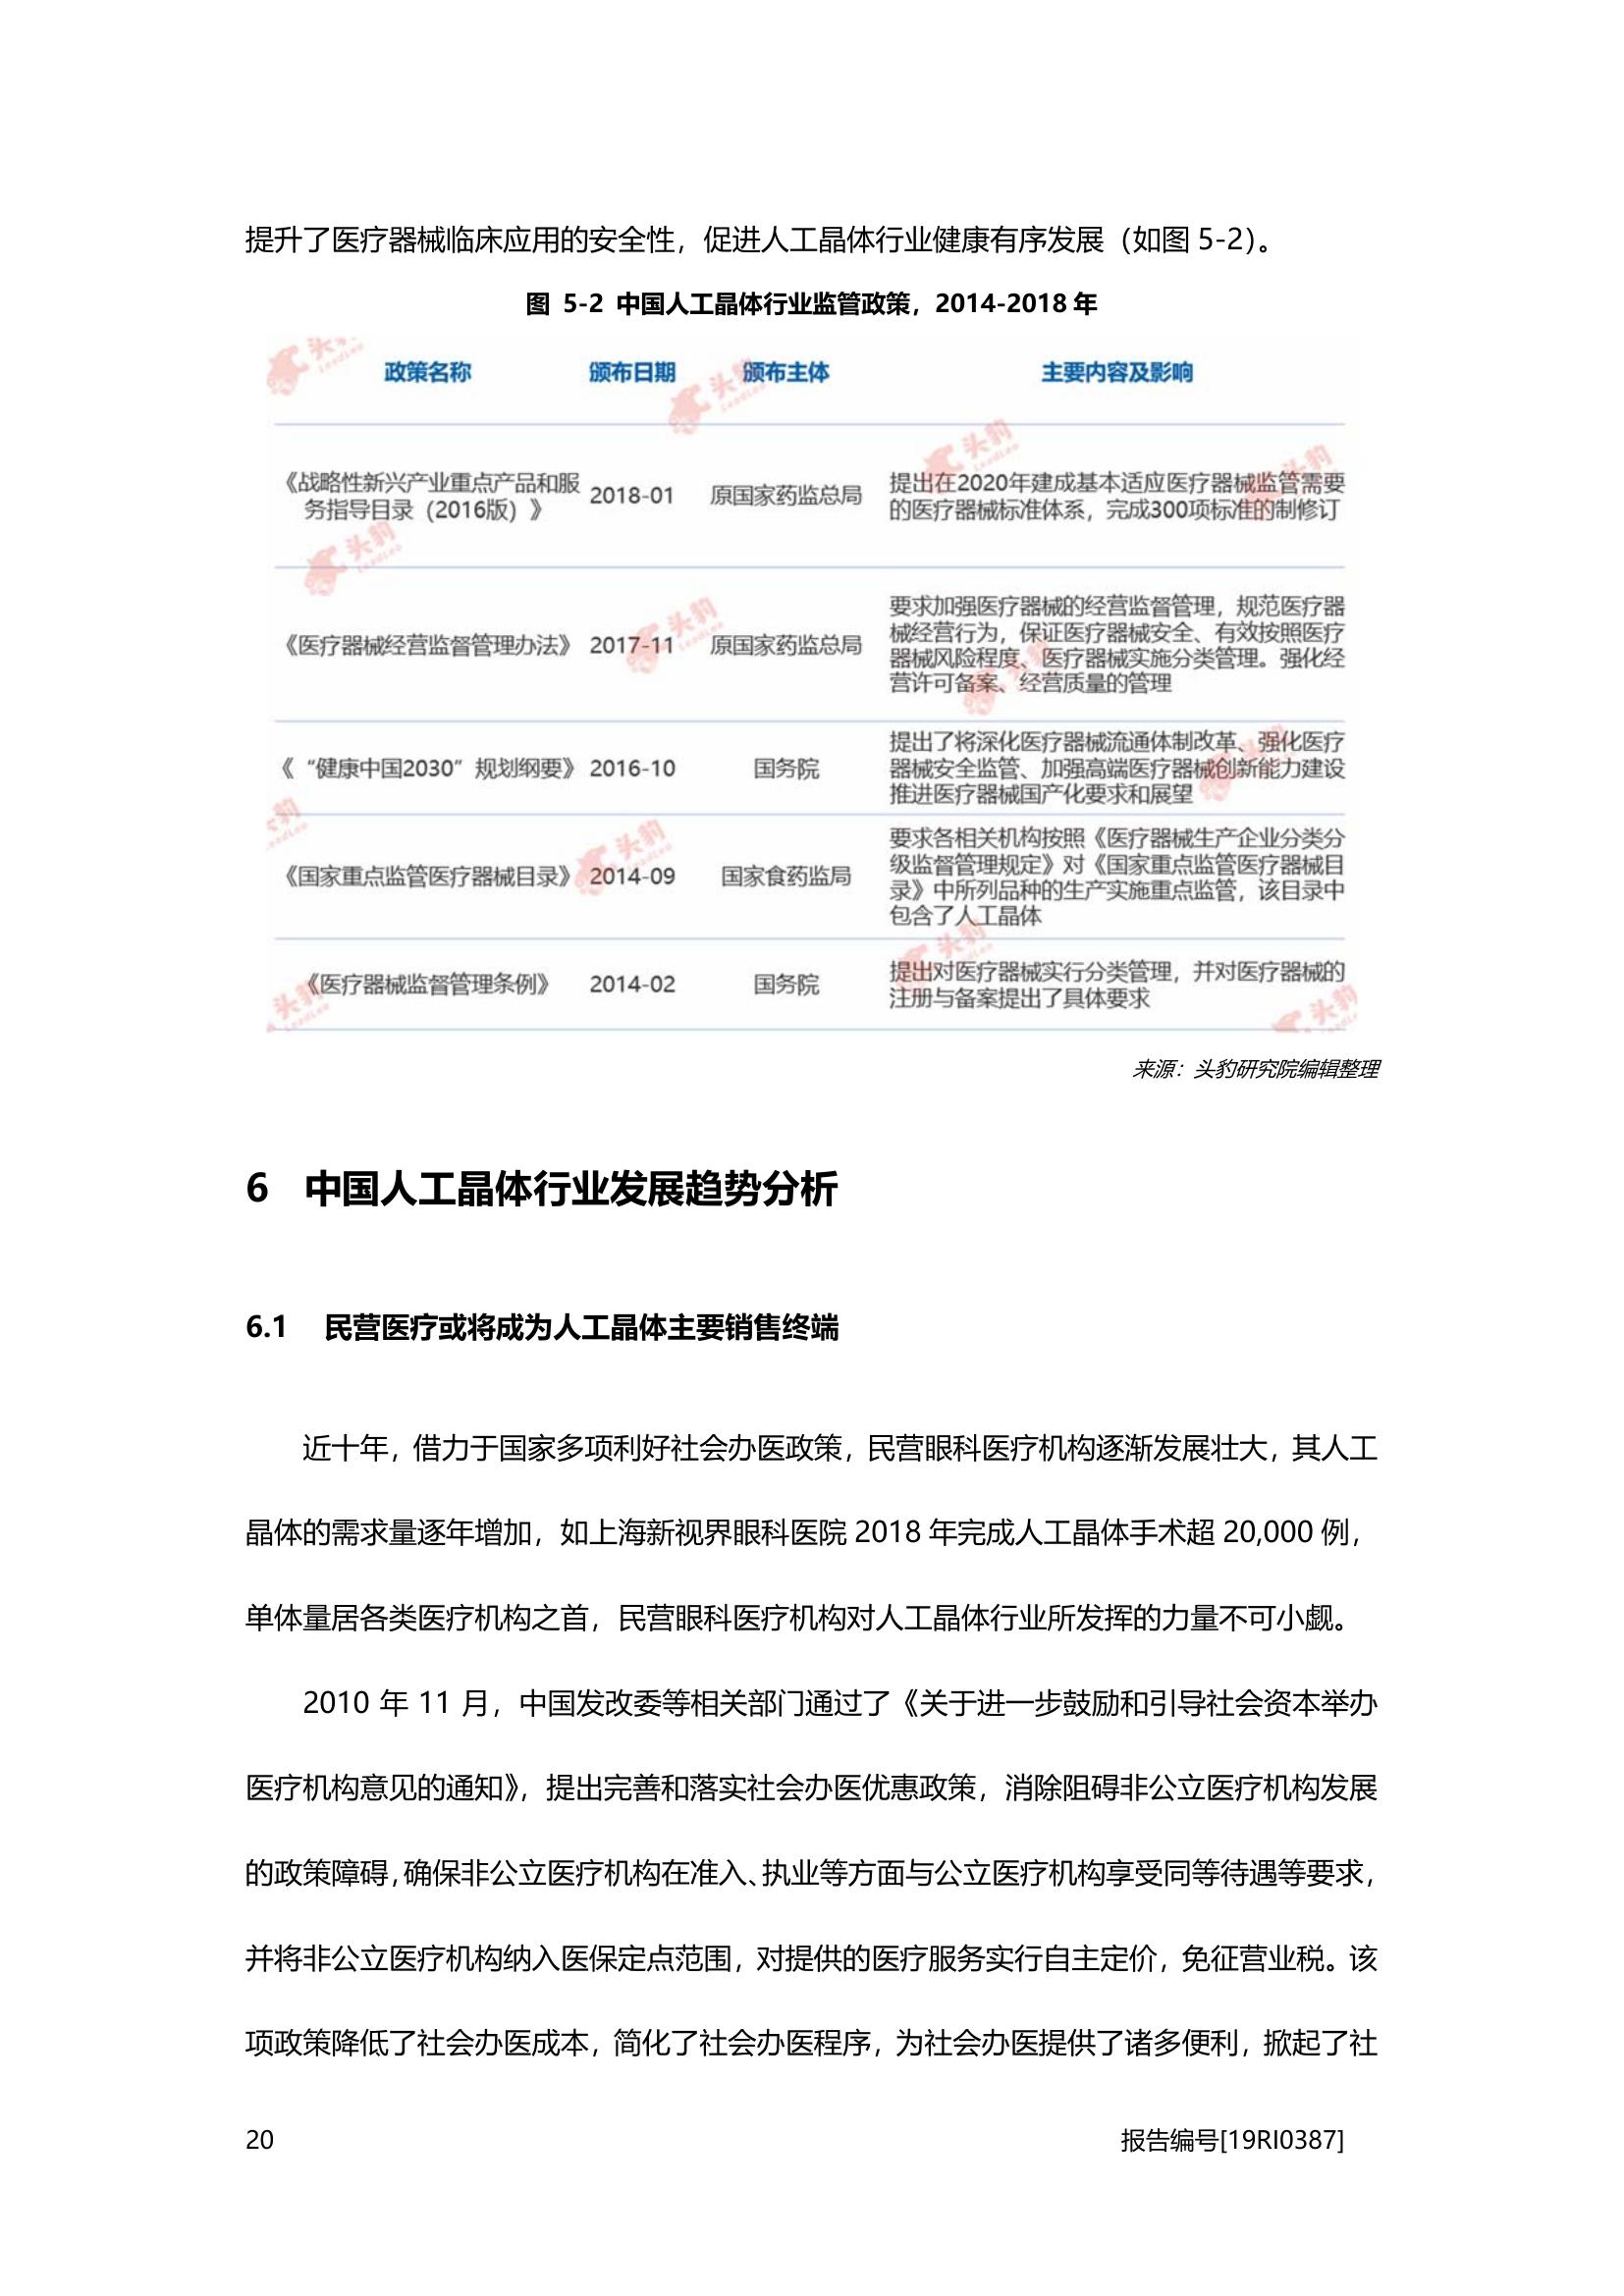 提升了医疗器械临床应用的安全性，促进人工晶体行业健康有序发展（如图 5-2）。
图 5-2 中国人工晶体行业监管政策，2014-2018 年
政策名称 颁布日期 颁布主体 主要内容及影响
《战略性新兴产业重点产品和服
务指导目录（2016版）》
2018-01 原国家药监总局
提出在2020年建成基本适应医疗器械监管需要
的医疗器械标准体系，完成300项标准的制修订
《医疗器械经营监督管理办法》 2017-11 原国家药监总局
要求加强医疗器械的经营监督管理，规范医疗器
械经营行为，保证医疗器械安全、有效按照医疗
器械风险程度、医疗器械实施分类管理。强化经
营许可备案、经营质量的管理
《“健康中国2030”规划纲要》 2016-10 国务院
提出了将深化医疗器械流通体制改革、强化医疗
器械安全监管、加强高端医疗器械创新能力建设
推进医疗器械国产化要求和展望
《国家重点监管医疗器械目录》 2014-09 国家食药监局
要求各相关机构按照《医疗器械生产企业分类分
级监督管理规定》对《国家重点监管医疗器械目
录》中所列品种的生产实施重点监管，该目录中
包含了人工晶体
《医疗器械监督管理条例》 2014-02 国务院
提出对医疗器械实行分类管理，并对医疗器械的
注册与备案提出了具体要求
来源：头豹研究院编辑整理
6 中国人工晶体行业发展趋势分析
6.1 民营医疗或将成为人工晶体主要销售终端
近十年，借力于国家多项利好社会办医政策，民营眼科医疗机构逐渐发展壮大，其人工
晶体的需求量逐年增加，如上海新视界眼科医院 2018 年完成人工晶体手术超 20,000 例，
单体量居各类医疗机构之首，民营眼科医疗机构对人工晶体行业所发挥的力量不可小觑。
2010 年 11 月，中国发改委等相关部门通过了《关于进一步鼓励和引导社会资本举办
医疗机构意见的通知》，提出完善和落实社会办医优惠政策，消除阻碍非公立医疗机构发展
的政策障碍，确保非公立医疗机构在准入、执业等方面与公立医疗机构享受同等待遇等要求，
并将非公立医疗机构纳入医保定点范围，对提供的医疗服务实行自主定价，免征营业税。该
项政策降低了社会办医成本，简化了社会办医程序，为社会办医提供了诸多便利，掀起了社
20 报告编号[19RI0387]